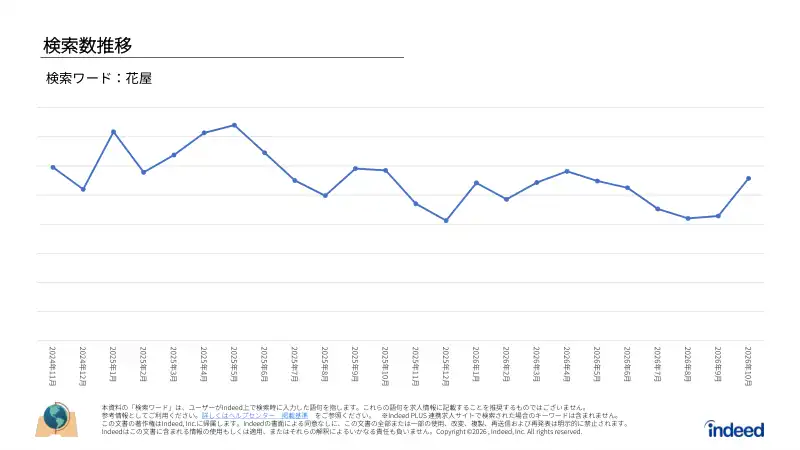 検索数推移
検索ワード：花屋
2024年11月
2024年12月
2025年1月
2025年2月
2025年3月
2025年4月
2025年5月
2025年6月
2025年7月
2025年8月
2025年9月
2025年10月
2025年11月
2025年12月
2026年1月
2026年2月
2026年3月
2026年4月
2026年5月
2026年6月
2026年7月
2026年8月
2026年9月
2026年10月
本資料の「検索ワード」は、ユーザーがIndeed上で検索時に入力した語句を指します。これらの語句を求人情報に記載することを推奨するものではございません。
参考情報としてご利用ください。詳しくはヘルプセンター　掲載基準　をご参照ください。　※Indeed PLUS 連携求人サイトで検索された場合のキーワードは含まれません。
この文書の著作権はIndeed, Inc.に帰属します。Indeedの書面による同意なしに、この文書の全部または一部の使用、改変、複製、再送信および再発表は明示的に禁止されます。
Indeedはこの文書に含まれる情報の使用もしくは適用、またはそれらの解釈によるいかなる責任も負いません。Copyright ©2026 , Indeed, Inc. All rights reserved.
indeed